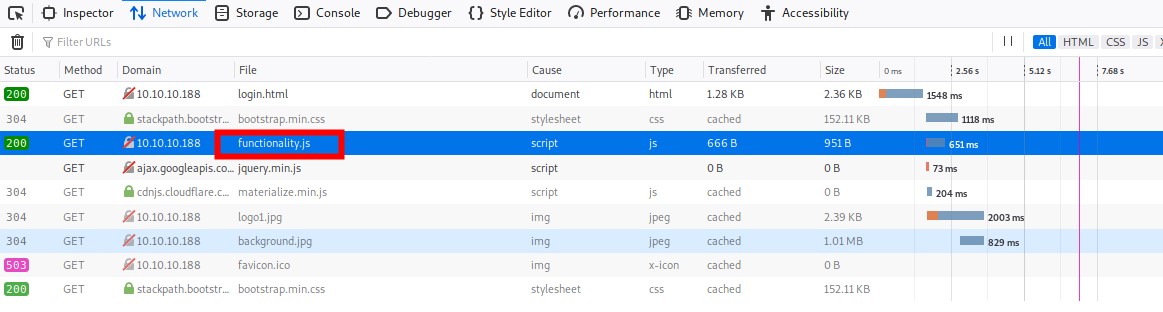 Inspector Network Storage Console Debugger Style Editor Performance Memory Accessibility
Filter URLs All HTML CSS JS
Status Method Domain File Cause Type Transferred Size 0 ms 2.56 s 5.12 s 7.68 s
200 GET 10.10.10.188 login.html document html 1.28 KB 2.36 KB 1548 ms
304 GET stackpath.bootstr... bootstrap.min.css stylesheet css cached 152.11 KB 1118 ms
200 GET 10.10.10.188 functionality.js script js 666 B 951 B 651 ms
GET ajax.googleapis.co... jquery.min.js script 0 B 0 B 73 ms
304 GET cdnjs.cloudflare.c... materialize.min.js script js cached 0 B 204 ms
304 GET 10.10.10.188 logo1.jpg img jpeg cached 2.39 KB 2003 ms
304 GET 10.10.10.188 background.jpg img jpeg cached 1.01 MB 829 ms
503 GET 10.10.10.188 favicon.ico img x-icon cached 0 B
200 GET stackpath.bootstr... bootstrap.min.css stylesheet css cached 152.11 KB